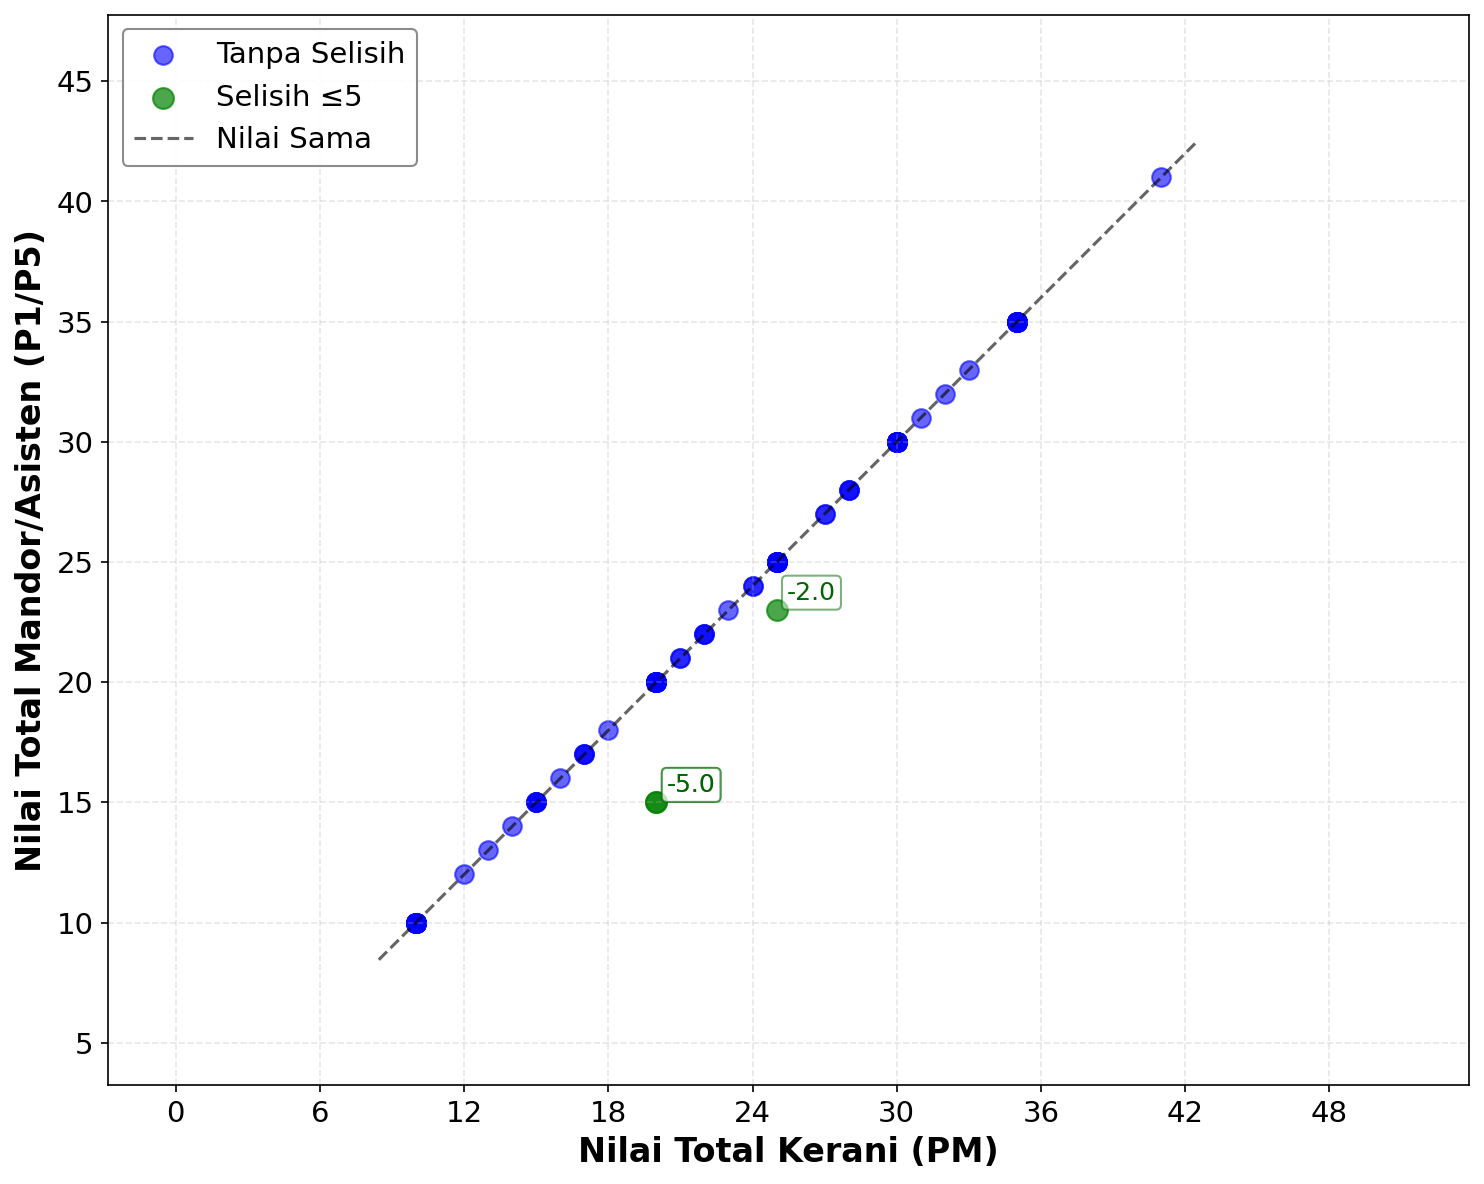 Tanpa Selisih
Selisih ≤5
Nilai Sama
Nilai Total Mandor/Asisten (P1/P5)
45
40
35
30
25
20
15
10
5
-2.0
-5.0
0 6 12 18 24 30 36 42 48
Nilai Total Kerani (PM)